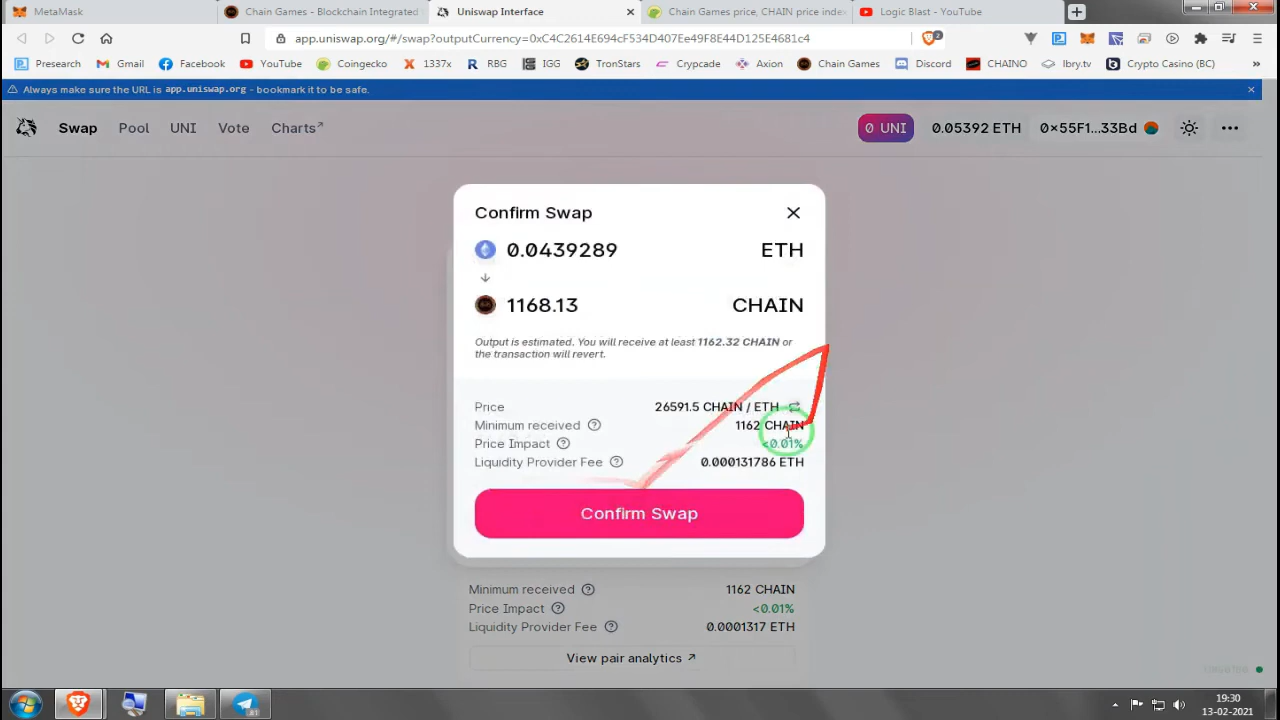 MetaMask
Chain Games - Blockchain Integrated
Uniswap Interface
Chain Games price, CHAIN price index
Logic Blast - YouTube
app.uniswap.org/#/swap?outputCurrency=0xC4C2614E694cF534D407Ee49F8E44D125E4681c4
2
Presearch
Gmail
Facebook
YouTube
Coingecko
1337x
RBG
IGG
TronStars
Crypcade
Axion
Chain Games
Discord
CHAINO
lbry.tv
Crypto Casino (BC)
»
Always make sure the URL is app.uniswap.org - bookmark it to be safe.
Swap
Pool
UNI
Vote
Charts↗
0 UNI
0.05392 ETH
0×55F1...33Bd
Confirm Swap
0.0439289 ETH
1168.13 CHAIN
Output is estimated. You will receive at least 1162.32 CHAIN or
the transaction will revert.
Price 26591.5 CHAIN / ETH
Minimum received 1162 CHAIN
Price Impact <0.01%
Liquidity Provider Fee 0.000131786 ETH
Confirm Swap
Minimum received 1162 CHAIN
Price Impact <0.01%
Liquidity Provider Fee 0.0001317 ETH
View pair analytics ↗
19:30
13-02-2021